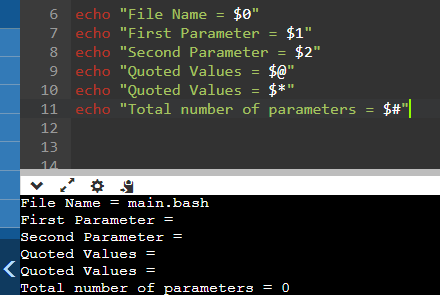 6 echo "File Name = $0"
7 echo "First Parameter = $1"
8 echo "Second Parameter = $2"
9 echo "Quoted Values = $@"
10 echo "Quoted Values = $*"
11 echo "Total number of parameters = $#"
12
13
14
File Name = main.bash
First Parameter =
Second Parameter =
Quoted Values =
Quoted Values =
Total number of parameters = 0